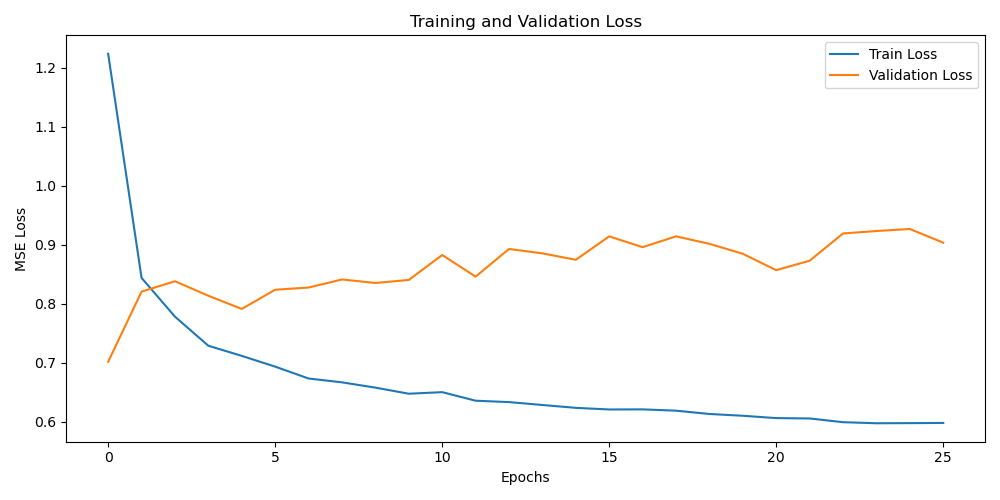 Training and Validation Loss
Train Loss
Validation Loss
1.2
1.1
1.0
0.9
0.8
0.7
0.6
MSE Loss
0 5 10 15 20 25
Epochs